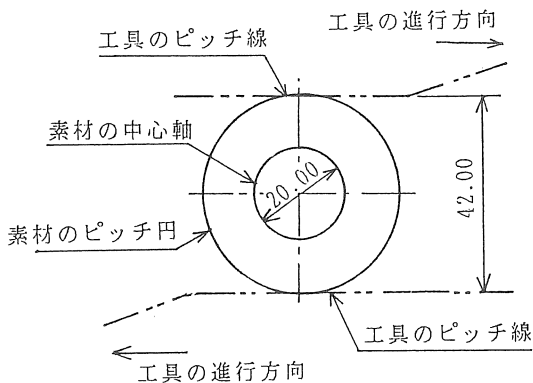 工具の進行方向
工具のピッチ線
素材の中心軸
20.00
42.00
素材のピッチ円
工具のピッチ線
工具の進行方向